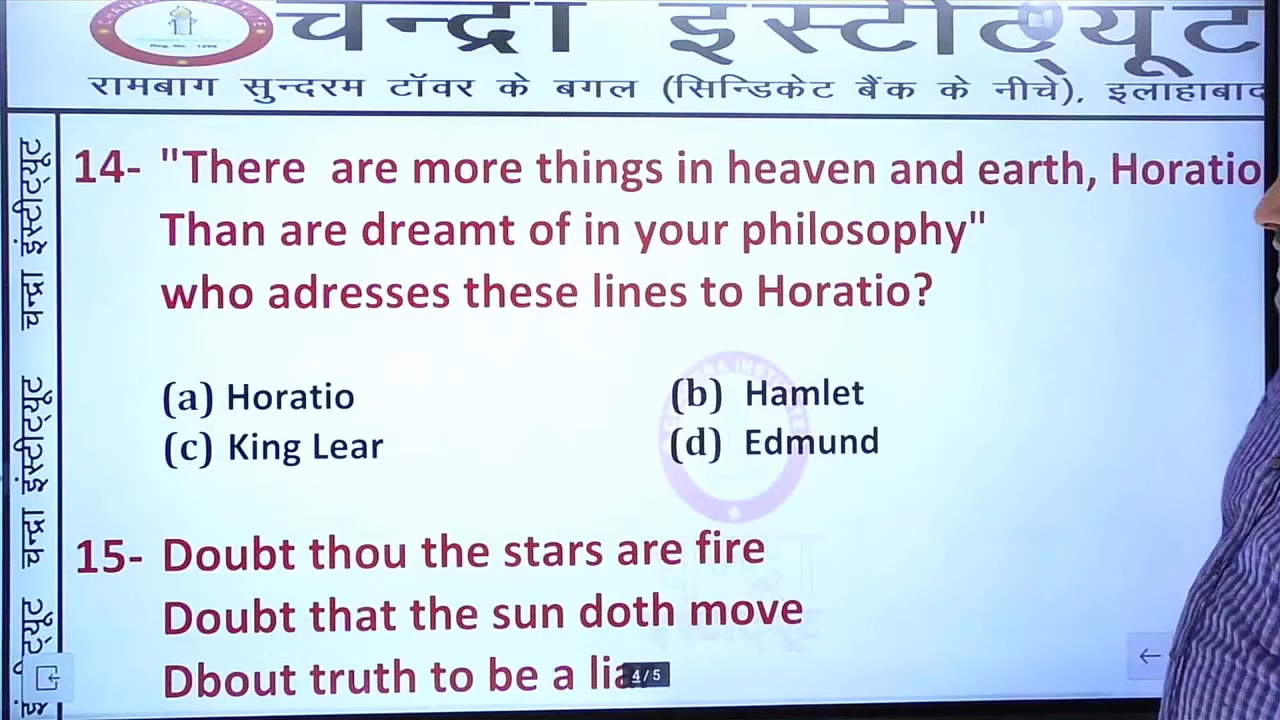 चन्द्रा इंस्टीट्यूट
रामबाग सुन्दरम टॉवर के बगल (सिन्डिकेट बैंक के नीचे), इलाहाबाद
चन्द्रा इंस्टीट्यूट चन्द्रा इंस्टीट्यूट
14- "There are more things in heaven and earth, Horatio
Than are dreamt of in your philosophy"
who adresses these lines to Horatio?
(a) Horatio (b) Hamlet
(c) King Lear (d) Edmund
15- Doubt thou the stars are fire
Doubt that the sun doth move
Dbout truth to be a lia
4/5